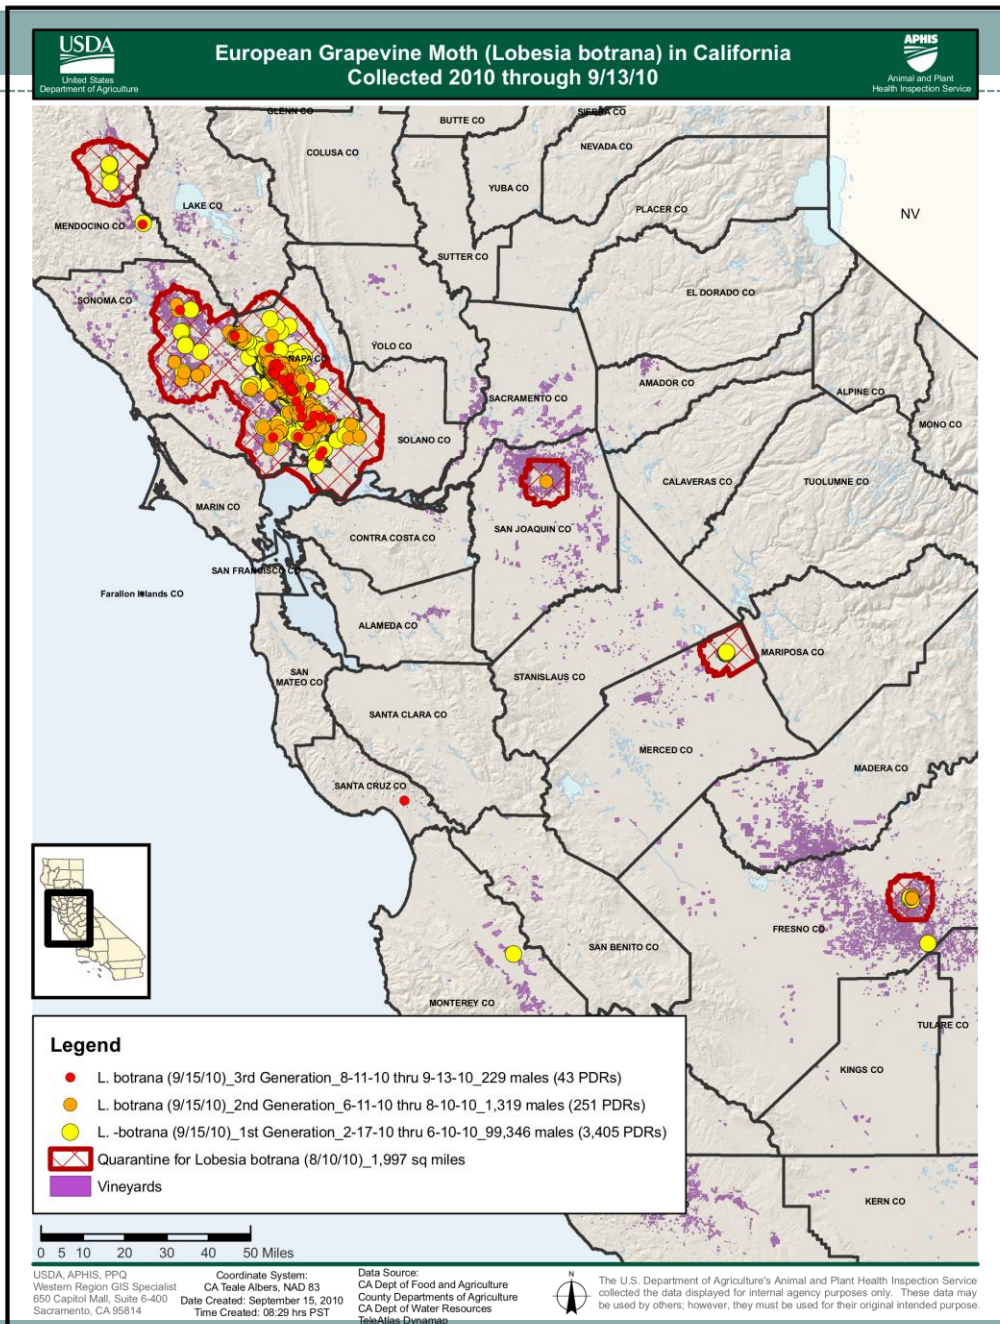 USDA
United States
Department of Agriculture
European Grapevine Moth (Lobesia botrana) in California
Collected 2010 through 9/13/10
APHIS
Animal and Plant
Health Inspection Service
GLENN CO
BUTTE CO
SIERRA CO
COLUSA CO
NEVADA CO
YUBA CO
LAKE CO
PLACER CO
NV
MENDOCINO CO
SUTTER CO
SONOMA CO
EL DORADO CO
YOLO CO
NAPA CO
AMADOR CO
ALPINE CO
SACRAMENTO CO
MONO CO
SOLANO CO
CALAVERAS CO
TUOLUMNE CO
MARIN CO
SAN JOAQUIN CO
CONTRA COSTA CO
SAN FRANCISCO CO
Farallon Islands CO
ALAMEDA CO
MARIPOSA CO
SAN
MATEO CO
STANISLAUS CO
SANTA CLARA CO
MERCED CO
MADERA CO
SANTA CRUZ CO
FRESNO CO
SAN BENITO CO
MONTEREY CO
TULARE CO
KINGS CO
KERN CO
Legend
L. botrana (9/15/10)_3rd Generation_8-11-10 thru 9-13-10_229 males (43 PDRs)
L. botrana (9/15/10)_2nd Generation_6-11-10 thru 8-10-10_1,319 males (251 PDRs)
L. -botrana (9/15/10)_1st Generation_2-17-10 thru 6-10-10_99,346 males (3,405 PDRs)
Quarantine for Lobesia botrana (8/10/10)_1,997 sq miles
Vineyards
0 5 10 20 30 40 50 Miles
USDA, APHIS, PPQ
Western Region GIS Specialist
650 Capitol Mall, Suite 6-400
Sacramento, CA 95814
Coordinate System:
CA Teale Albers, NAD 83
Date Created: September 15, 2010
Time Created: 08:29 hrs PST
Data Source:
CA Dept of Food and Agriculture
County Departments of Agriculture
CA Dept of Water Resources
TeleAtlas Dynamap
N
The U.S. Department of Agriculture's Animal and Plant Health Inspection Service
collected the data displayed for internal agency purposes only. These data may
be used by others; however, they must be used for their original intended purpose.